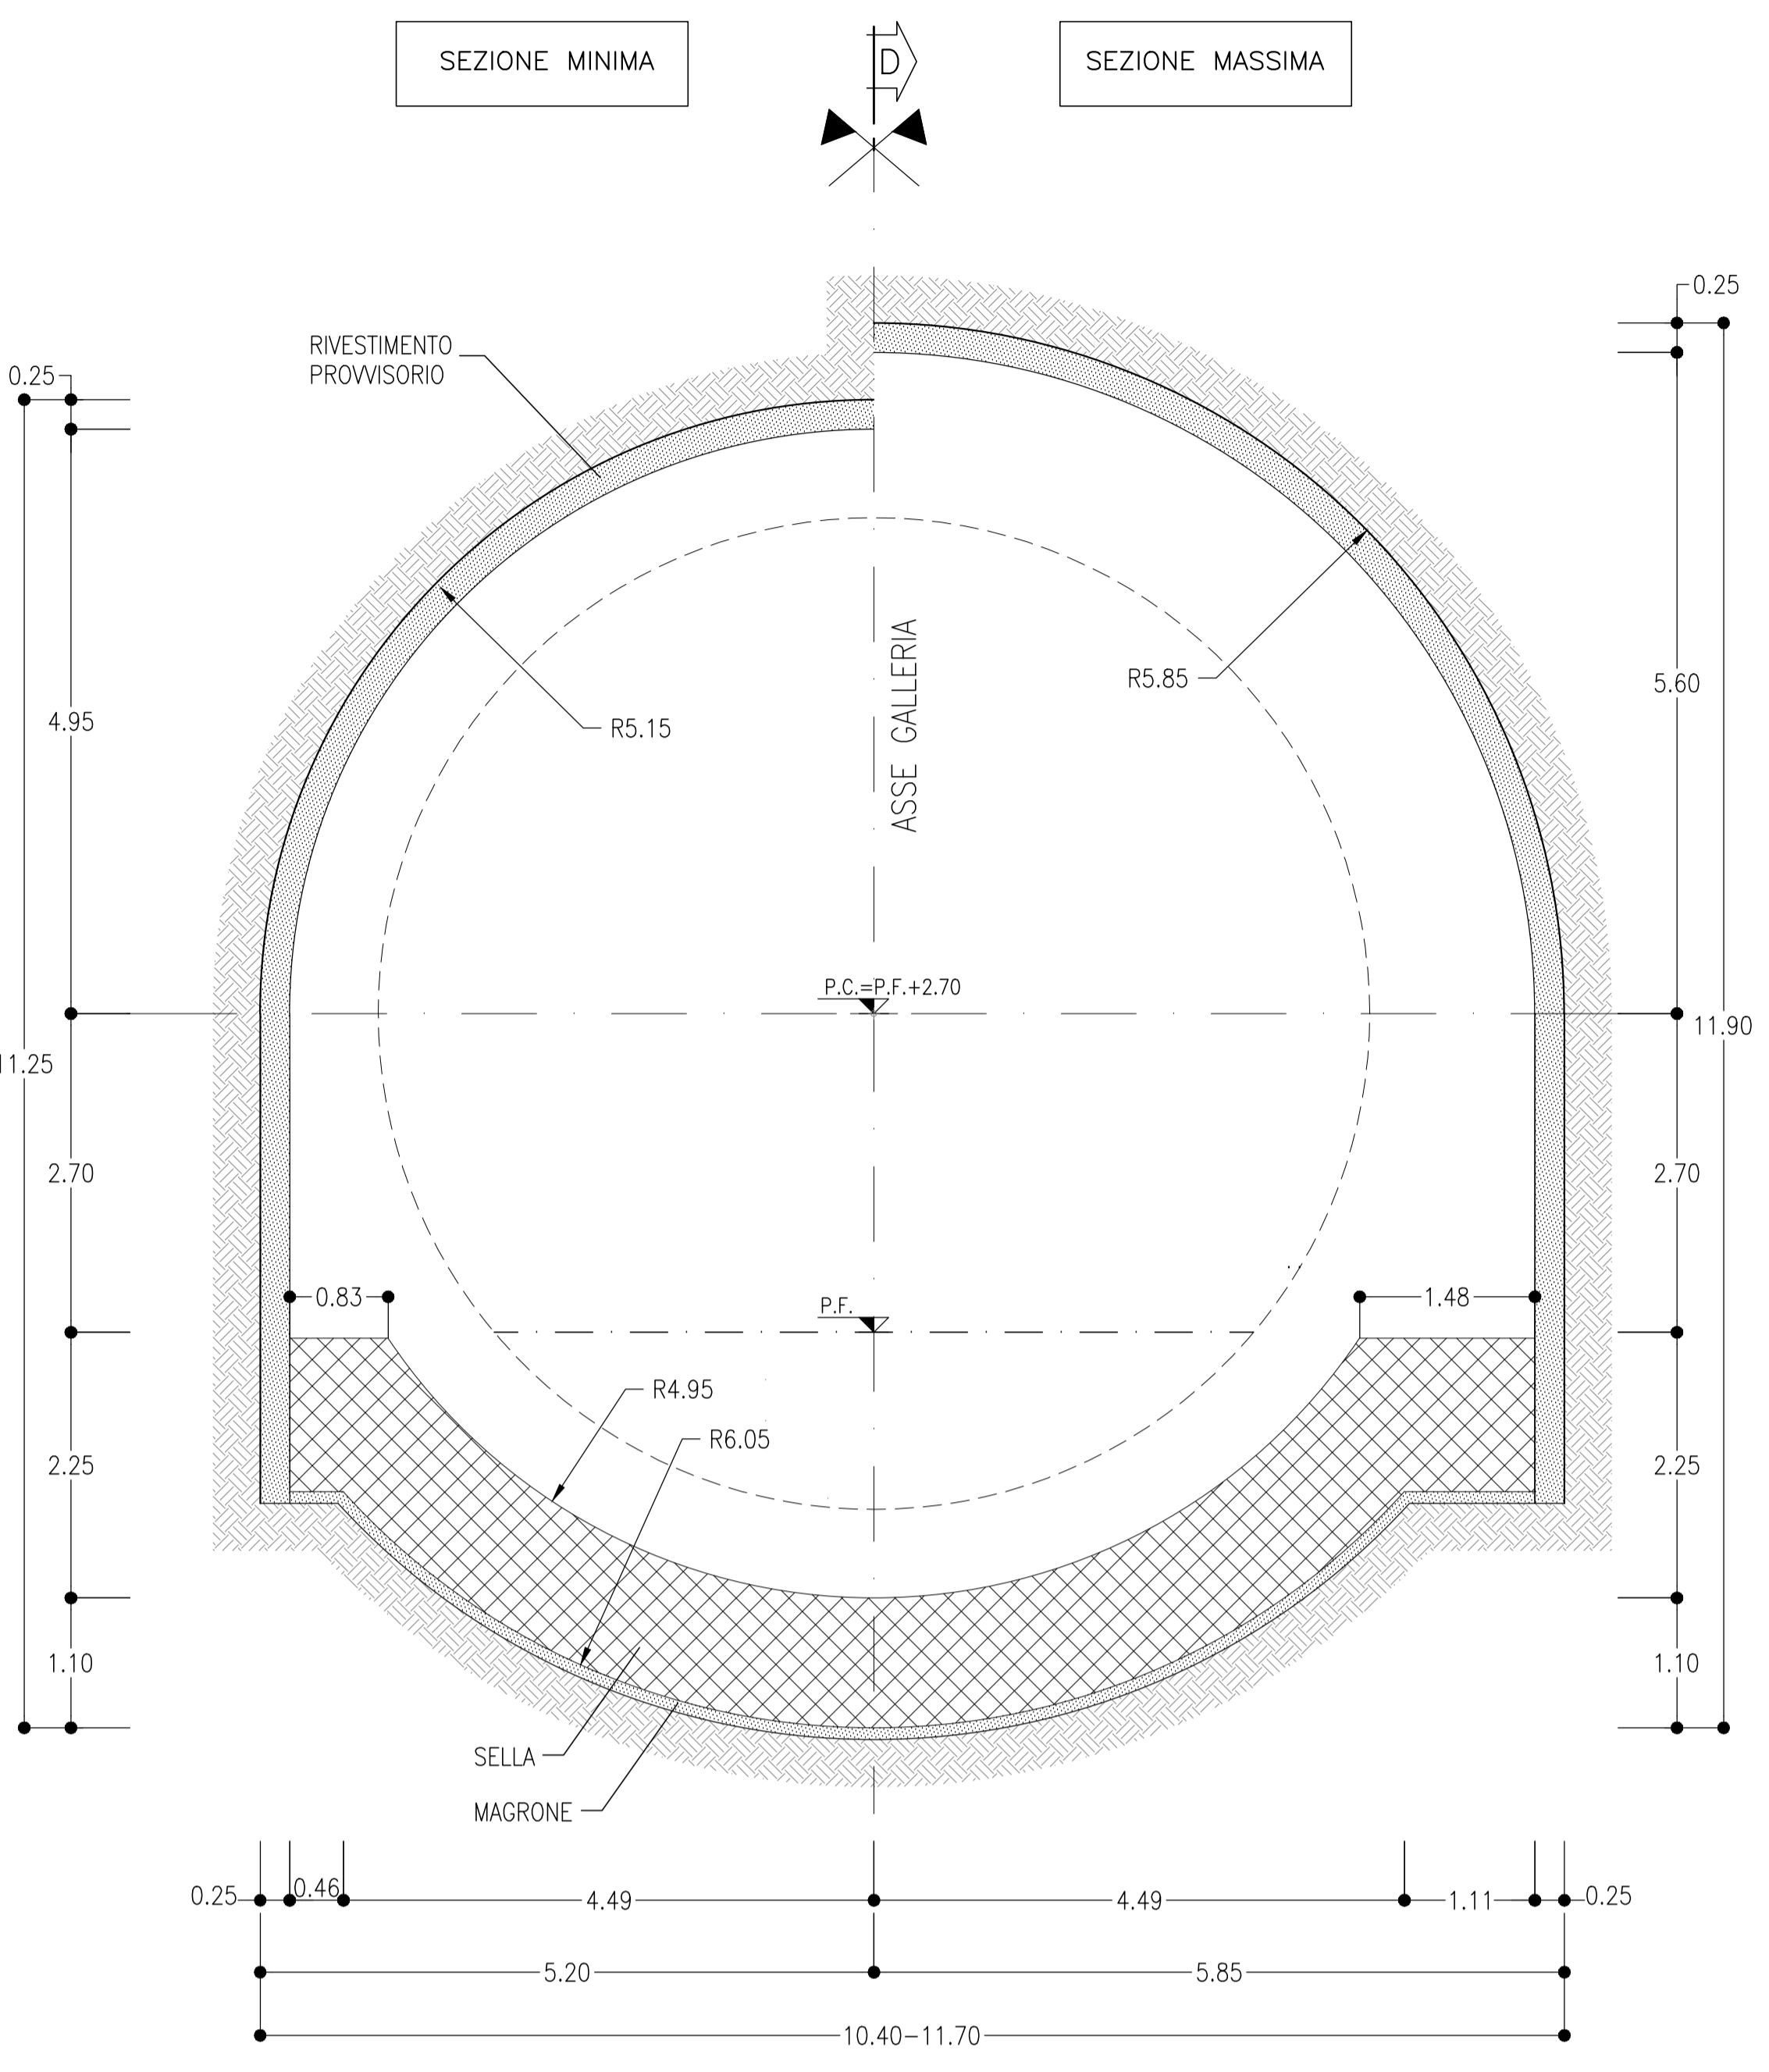 SEZIONE MINIMA
D
SEZIONE MASSIMA
0.25
RIVESTIMENTO
PROVVISORIO
0.25
4.95
5.60
R5.85
R5.15
ASSE GALLERIA
P.C.=P.F.+2.70
11.90
11.25
2.70
2.70
0.83
P.F.
1.48
R4.95
R6.05
2.25
2.25
1.10
1.10
SELLA
MAGRONE
0.25
0.46
4.49
4.49
1.11
0.25
5.20
5.85
10.40-11.70